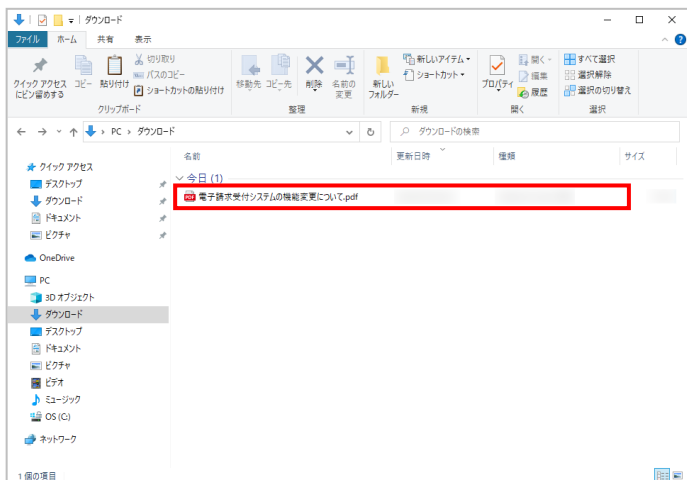 ダウンロード
ファイル ホーム 共有 表示
クイック アクセスにピン留めする
コピー
貼り付け
切り取り
パスのコピー
ショートカットの貼り付け
クリップボード
移動先
コピー先
削除
名前の変更
整理
新しいフォルダー
新しいアイテム
ショートカット
新規
プロパティ
開く
編集
履歴
開く
すべて選択
選択解除
選択の切り替え
選択
PC › ダウンロード
ダウンロードの検索
名前 更新日時 種類 サイズ
今日 (1)
電子請求受付システムの機能変更について.pdf
クイック アクセス
デスクトップ
ダウンロード
ドキュメント
ピクチャ
OneDrive
PC
3D オブジェクト
ダウンロード
デスクトップ
ドキュメント
ピクチャ
ビデオ
ミュージック
OS (C:)
ネットワーク
1 個の項目